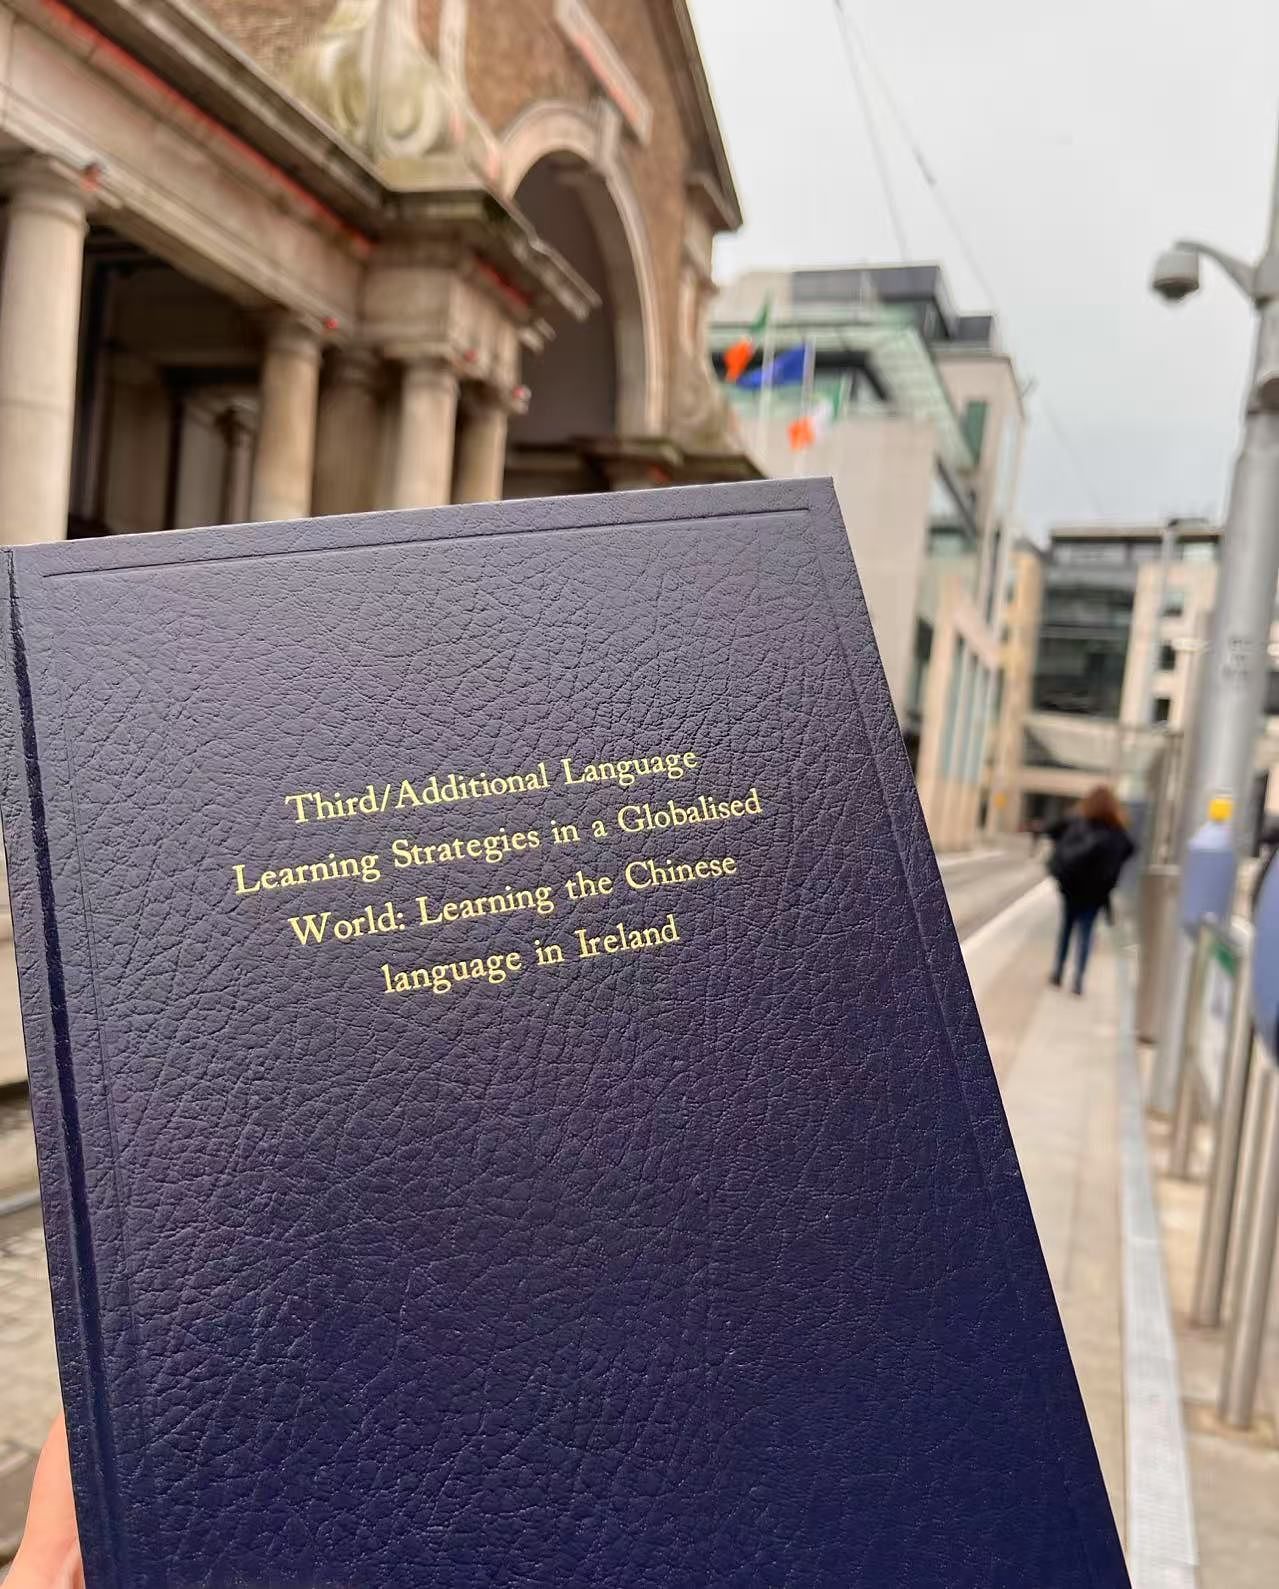 Third/Additional Language
Learning Strategies in a Globalised
World: Learning the Chinese
language in Ireland